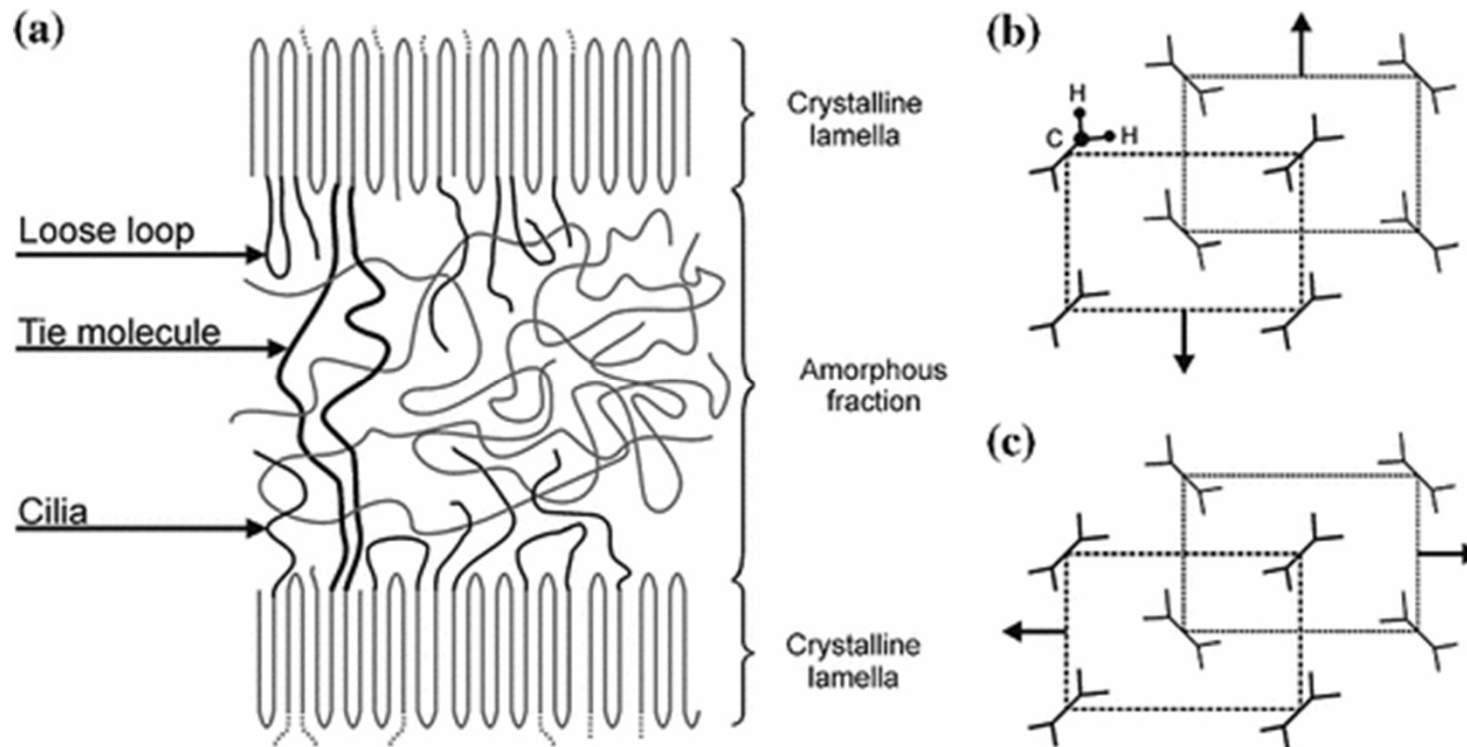 (a)
Crystalline
lamella
Loose loop
Tie molecule
Amorphous
fraction
Cilia
Crystalline
lamella
(b)
H
C
H
(c)